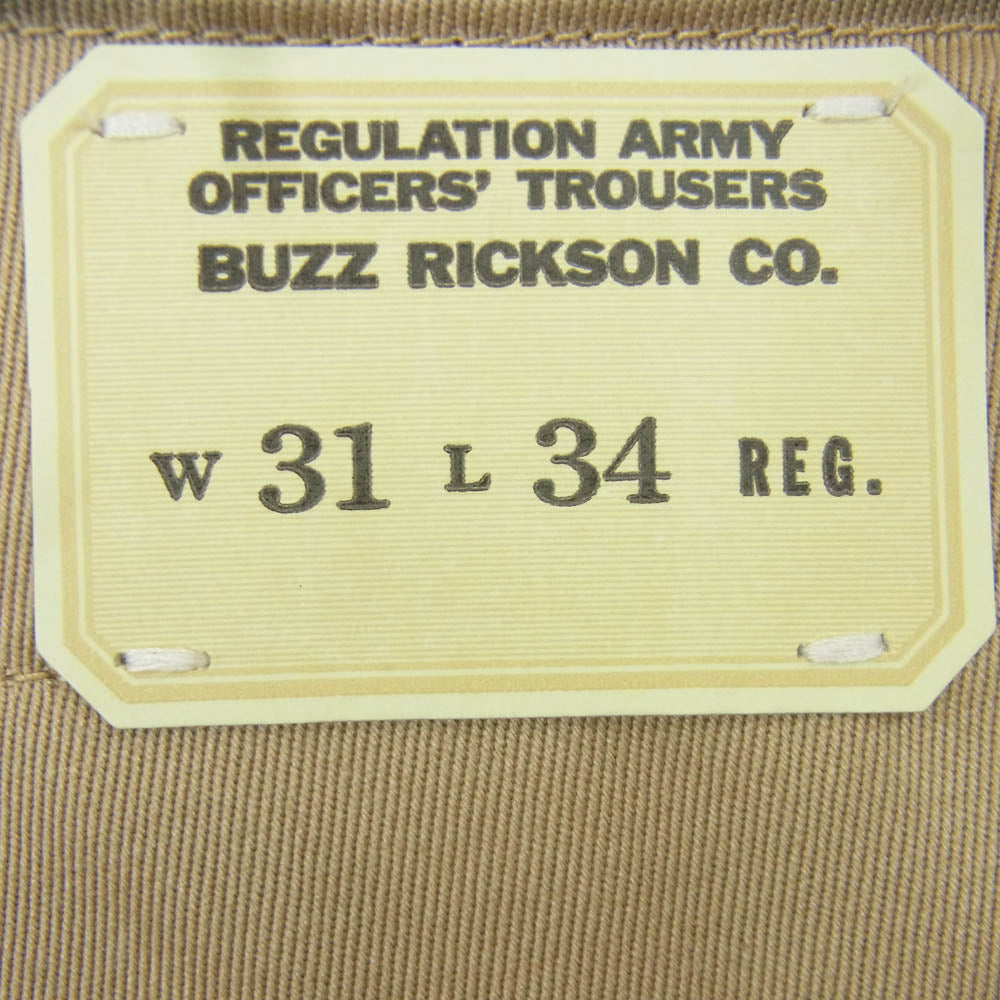 REGULATION ARMY
OFFICERS' TROUSERS
BUZZ RICKSON CO.
W 31 L 34 REG.